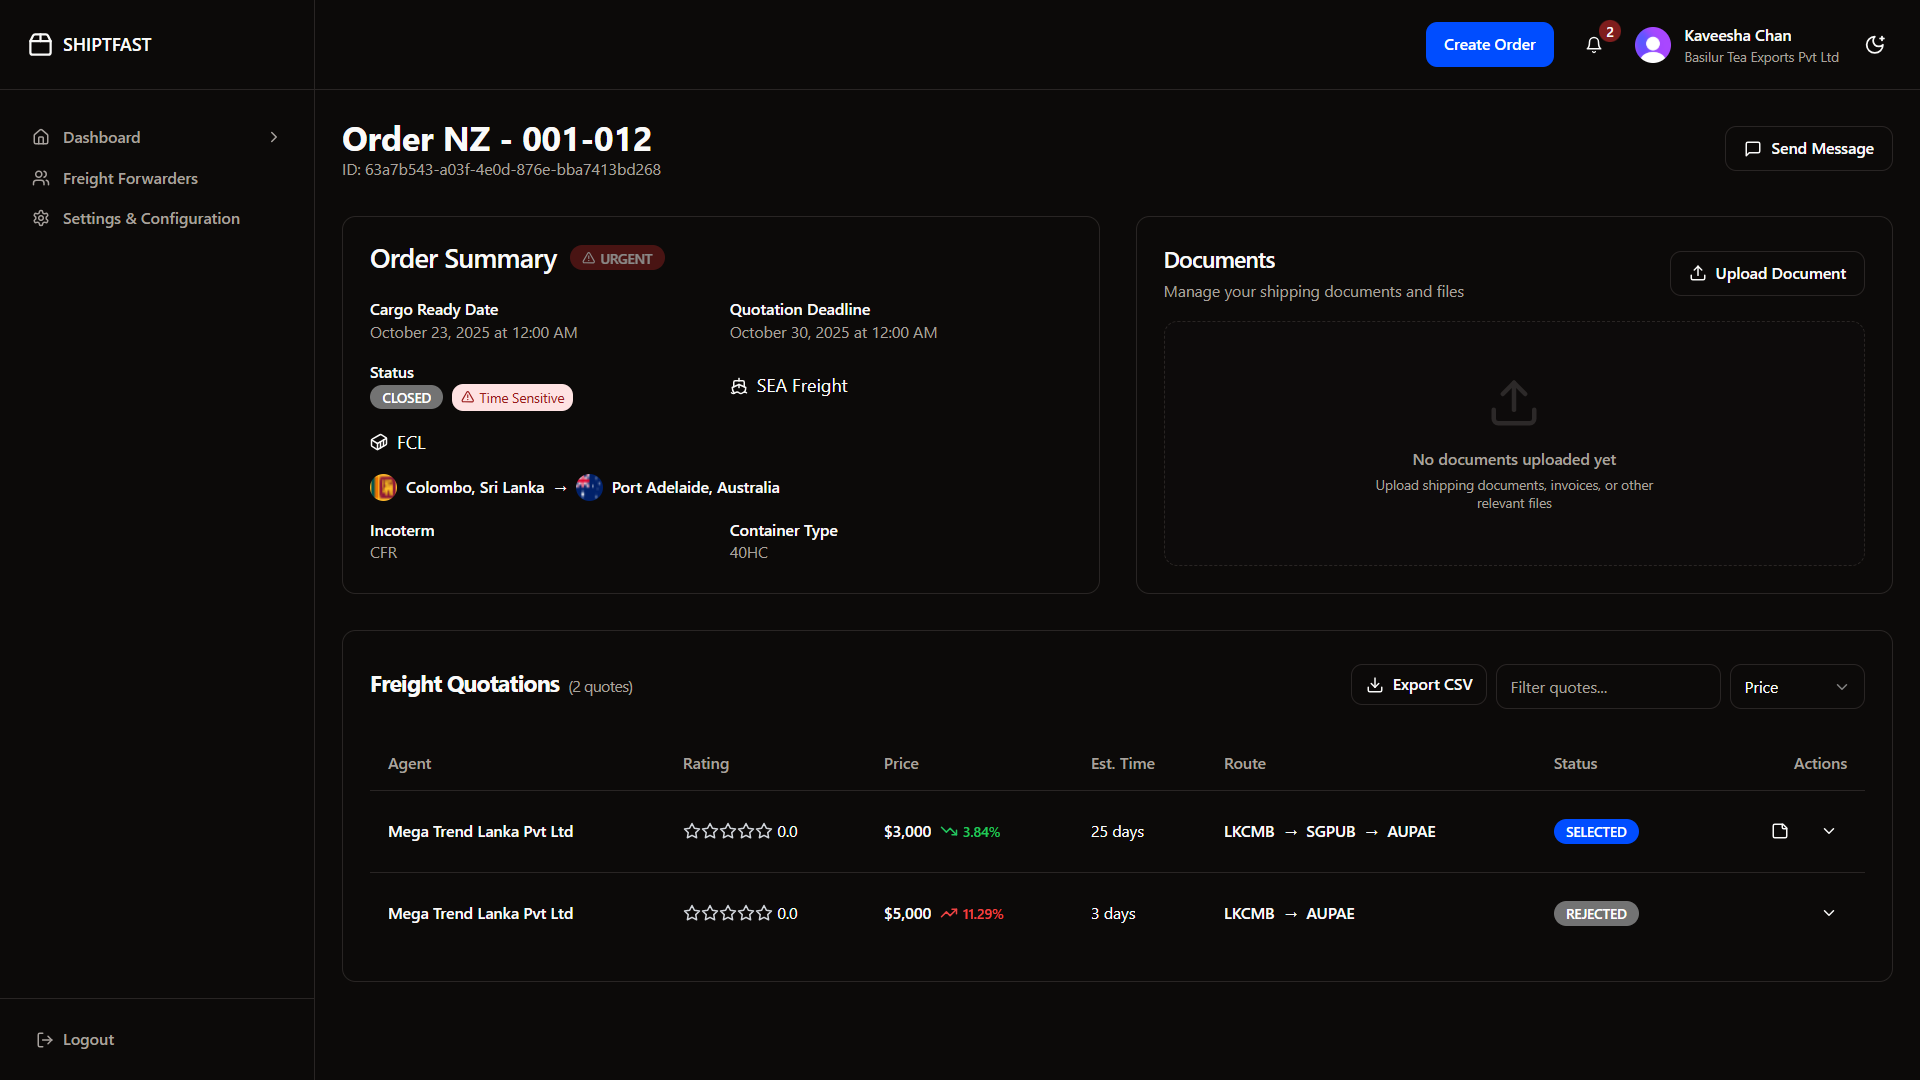 SHIPTFAST
Create Order
2
Kaveesha Chan
Basilur Tea Exports Pvt Ltd
Dashboard
Freight Forwarders
Settings & Configuration
Logout
Order NZ - 001-012
ID: 63a7b543-a03f-4e0d-876e-bba7413bd268
Send Message
Order Summary URGENT
Cargo Ready Date
October 23, 2025 at 12:00 AM
Quotation Deadline
October 30, 2025 at 12:00 AM
Status
CLOSED Time Sensitive
SEA Freight
FCL
Colombo, Sri Lanka → Port Adelaide, Australia
Incoterm
CFR
Container Type
40HC
Documents
Manage your shipping documents and files
Upload Document
No documents uploaded yet
Upload shipping documents, invoices, or other
relevant files
Freight Quotations (2 quotes)
Export CSV
Filter quotes...
Price
Agent Rating Price Est. Time Route Status Actions
Mega Trend Lanka Pvt Ltd 0.0 $3,000 3.84% 25 days LKCMB → SGPUB → AUPAE SELECTED
Mega Trend Lanka Pvt Ltd 0.0 $5,000 11.29% 3 days LKCMB → AUPAE REJECTED